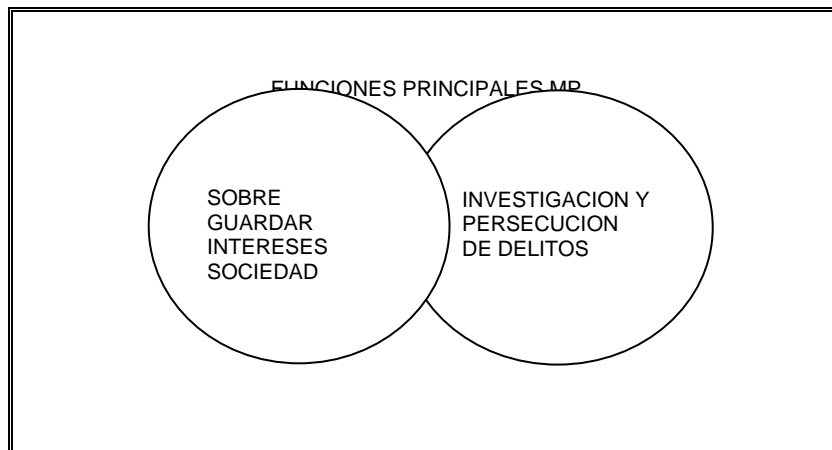 FUNCIONES PRINCIPALES MP
SOBRE
GUARDAR
INTERESES
SOCIEDAD
INVESTIGACION Y
PERSECUCION
DE DELITOS